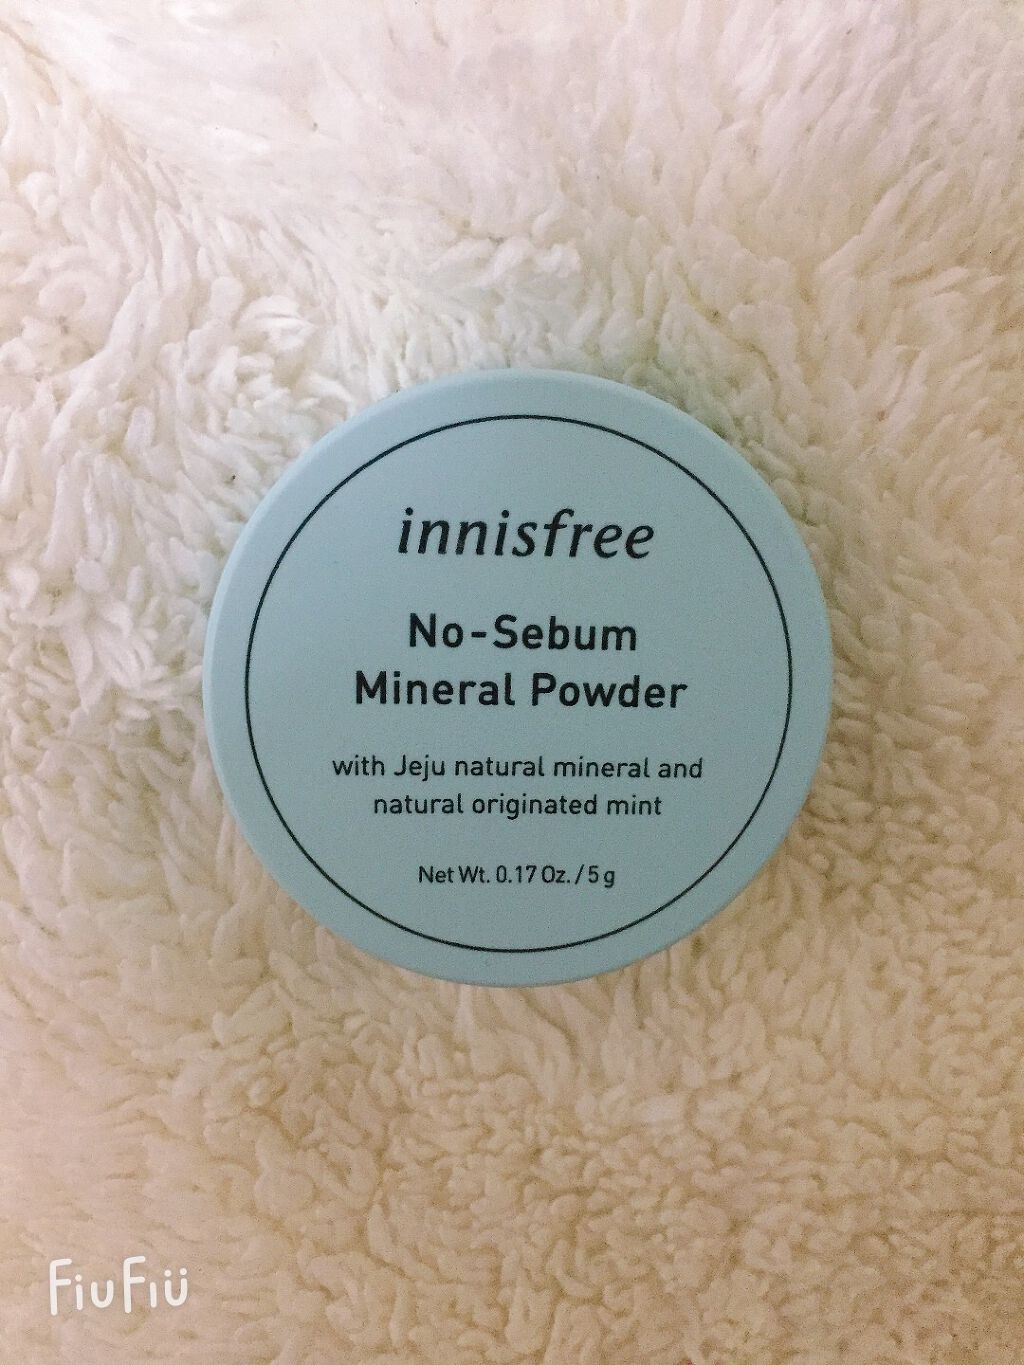 innisfree
No-Sebum
Mineral Powder
with Jeju natural mineral and
natural originated mint
Net Wt. 0.17 Oz. / 5 g
FiuFiü